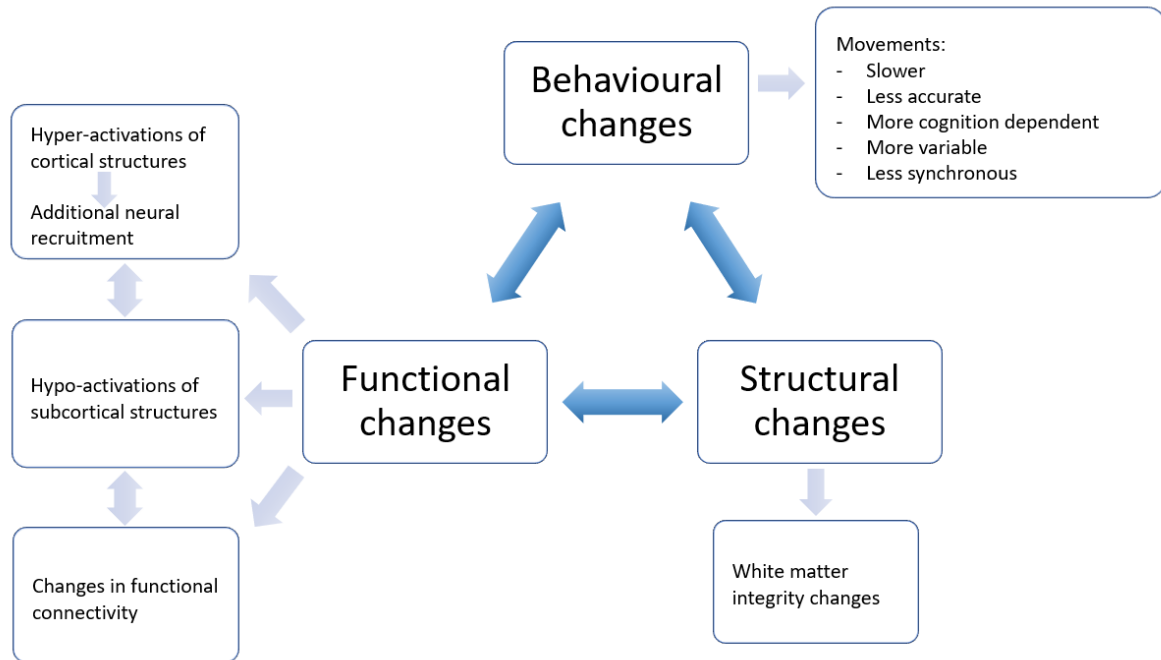 Behavioural
changes
Movements:
- Slower
- Less accurate
- More cognition dependent
- More variable
- Less synchronous
Hyper-activations of
cortical structures
Additional neural
recruitment
Hypo-activations of
subcortical structures
Changes in functional
connectivity
Functional
changes
Structural
changes
White matter
integrity changes